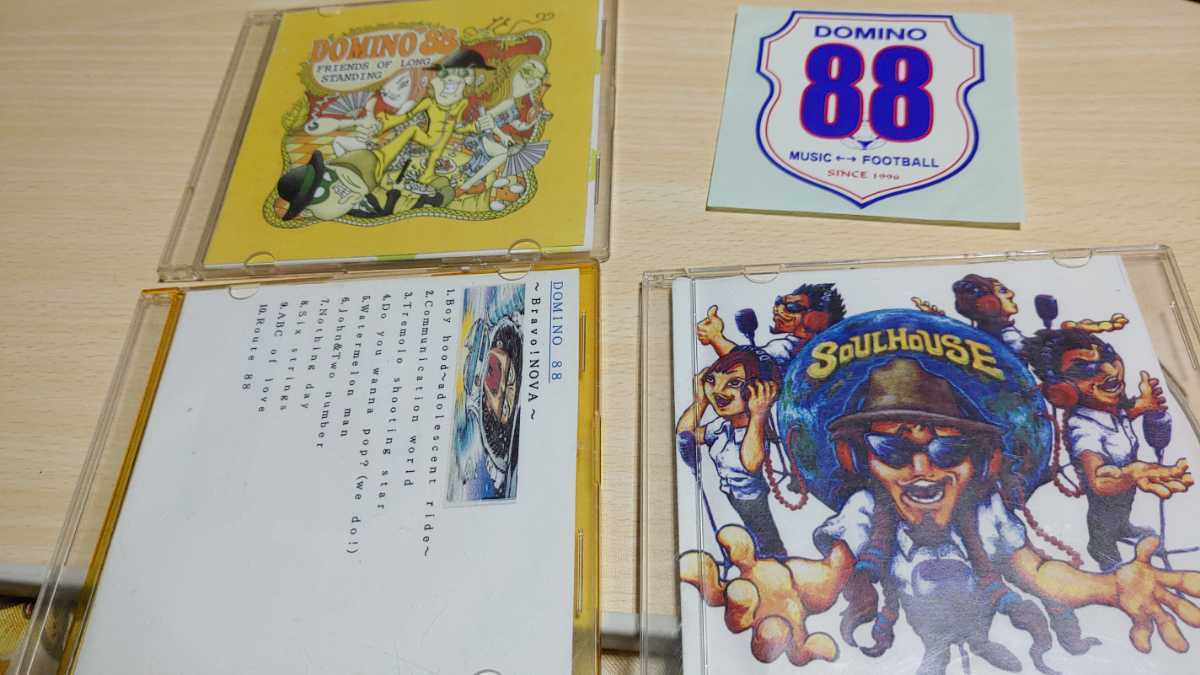 DOMINO '88
FRIENDS OF LONG
STANDING
DOMINO
88
MUSIC ←→ FOOTBALL
SINCE 1996
DOMINO 88
~Bravo!NOVA~
1.Boy hood~adolescent ride~
2.Communication world
3.Tremolo shooting star
4.Do you wanna pop?(we do!)
5.Watermelon man
6.John&Two number
7.Nothing day
8.Six strings
9.ABC of love
10.Route 88
SOULHOUSE